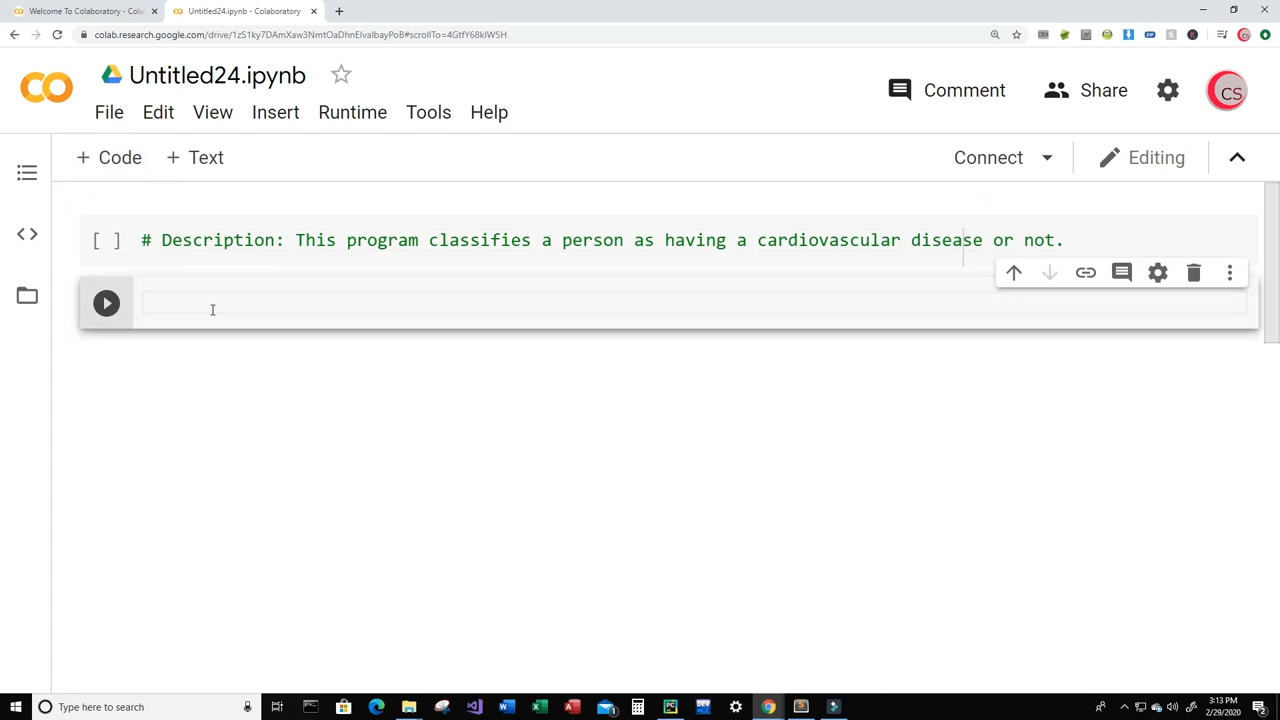 Welcome To Colaboratory - Cola
Untitled24.ipynb - Colaboratory
colab.research.google.com/drive/1zS1ky7DAmXaw3NmtOaDhnElvalbayPoB#scrollTo=4GtfY68kIWSH
Untitled24.ipynb
Comment
Share
CS
File Edit View Insert Runtime Tools Help
+ Code + Text
Connect
Editing
[ ] # Description: This program classifies a person as having a cardiovascular disease or not.
Type here to search
3:13 PM
2/29/2020